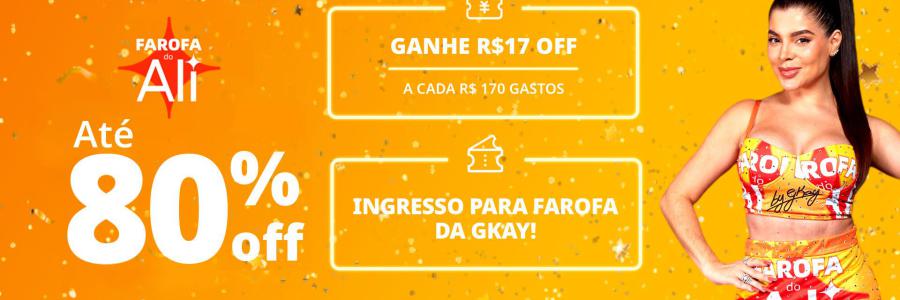 FAROFA
do
Ali
Até
80%
off
GANHE R$17 OFF
A CADA R$ 170 GASTOS
INGRESSO PARA FAROFA
DA GKAY!
FAROFA
do
by GKay
FAROFA
do
Ali